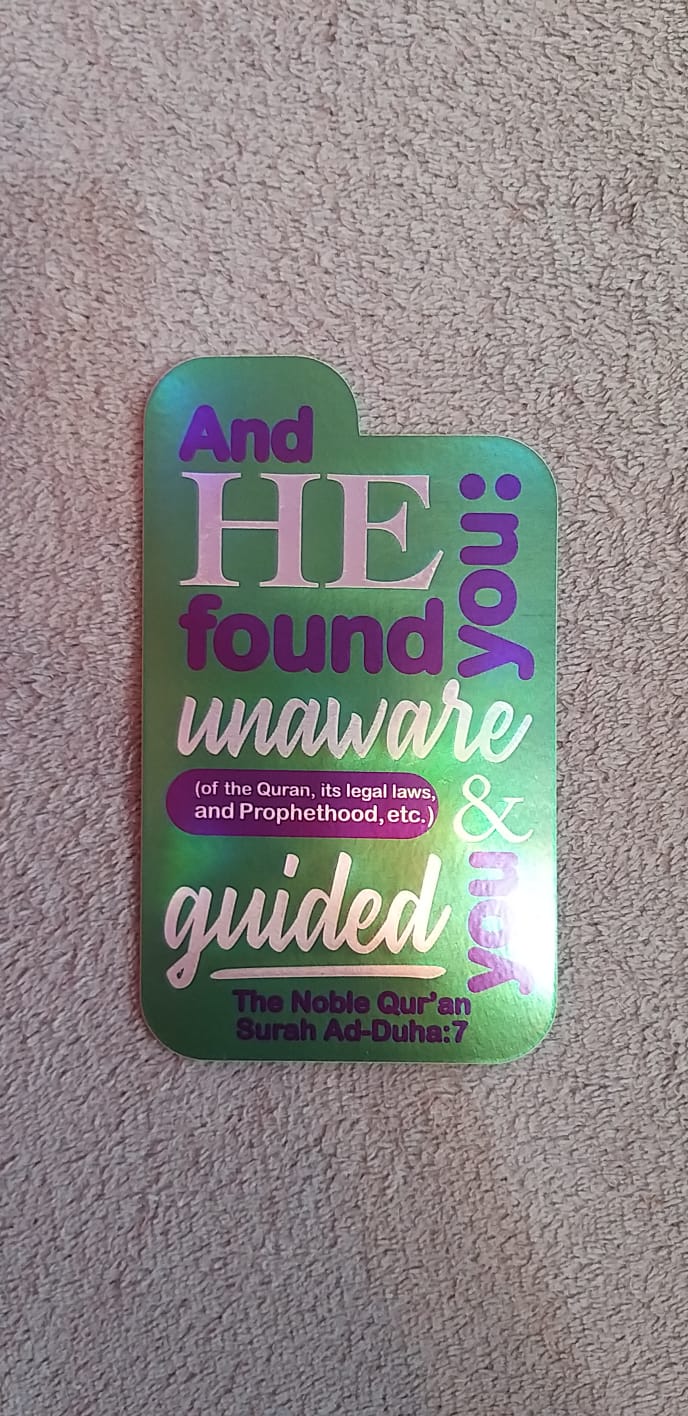 And
HE
found
you:
unaware
(of the Quran, its legal laws,
and Prophethood, etc.)
&
guided
you
The Noble Qur'an
Surah Ad-Duha:7